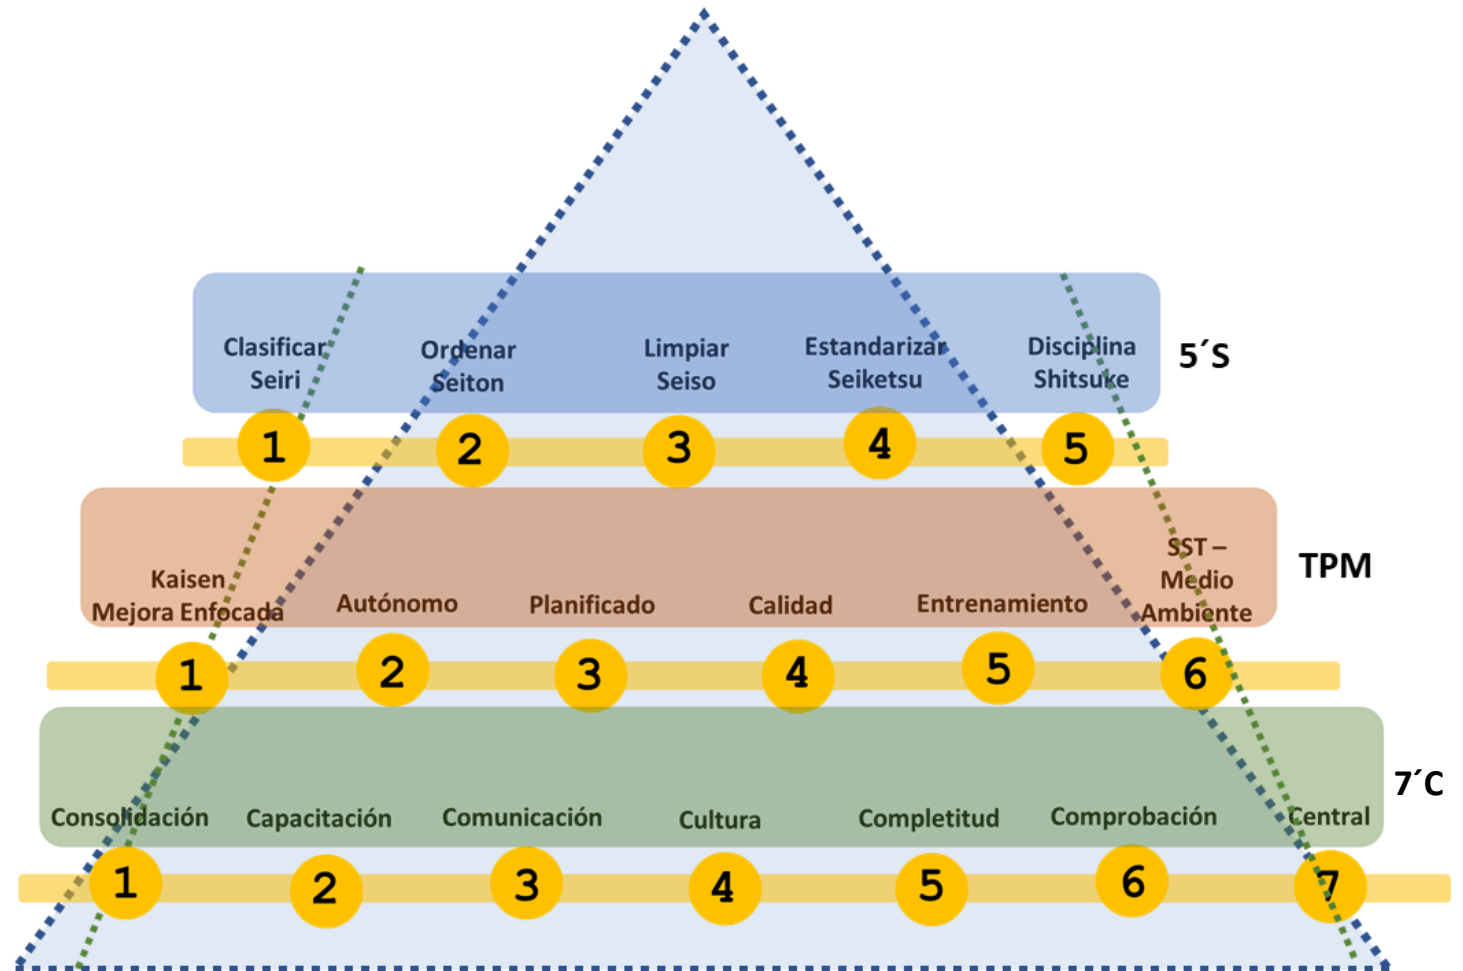 Clasificar
Seiri
Ordenar
Seiton
Limpiar
Seiso
Estandarizar
Seiketsu
Disciplina
Shitsuke
5´S
1
2
3
4
5
Kaisen
Mejora Enfocada
Autónomo
Planificado
Calidad
Entrenamiento
SST –
Medio
Ambiente
TPM
1
2
3
4
5
6
Consolidación
Capacitación
Comunicación
Cultura
Completitud
Comprobación
Central
7´C
1
2
3
4
5
6
7